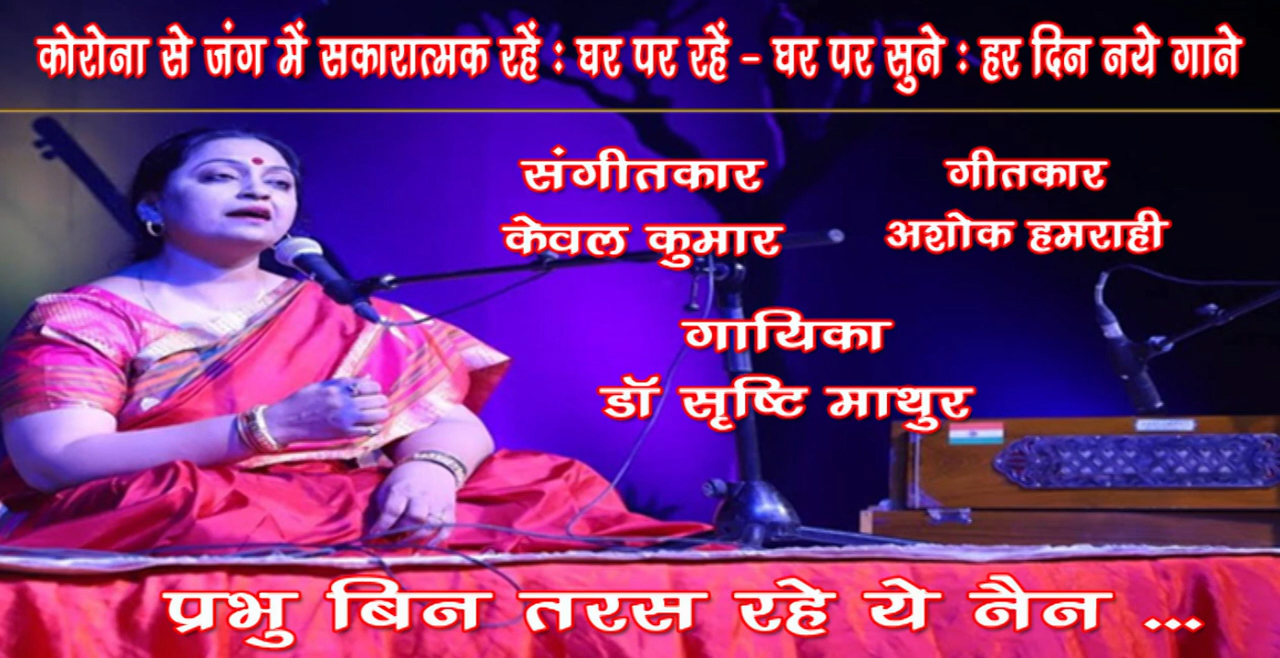 कोरोना से जंग में सकारात्मक रहें : घर पर रहें - घर पर सुने : हर दिन नये गाने
संगीतकार
केवल कुमार
गीतकार
अशोक हमराही
गायिका
डॉ सृष्टि माथुर
प्रभु बिन तरस रहे ये नैन ...